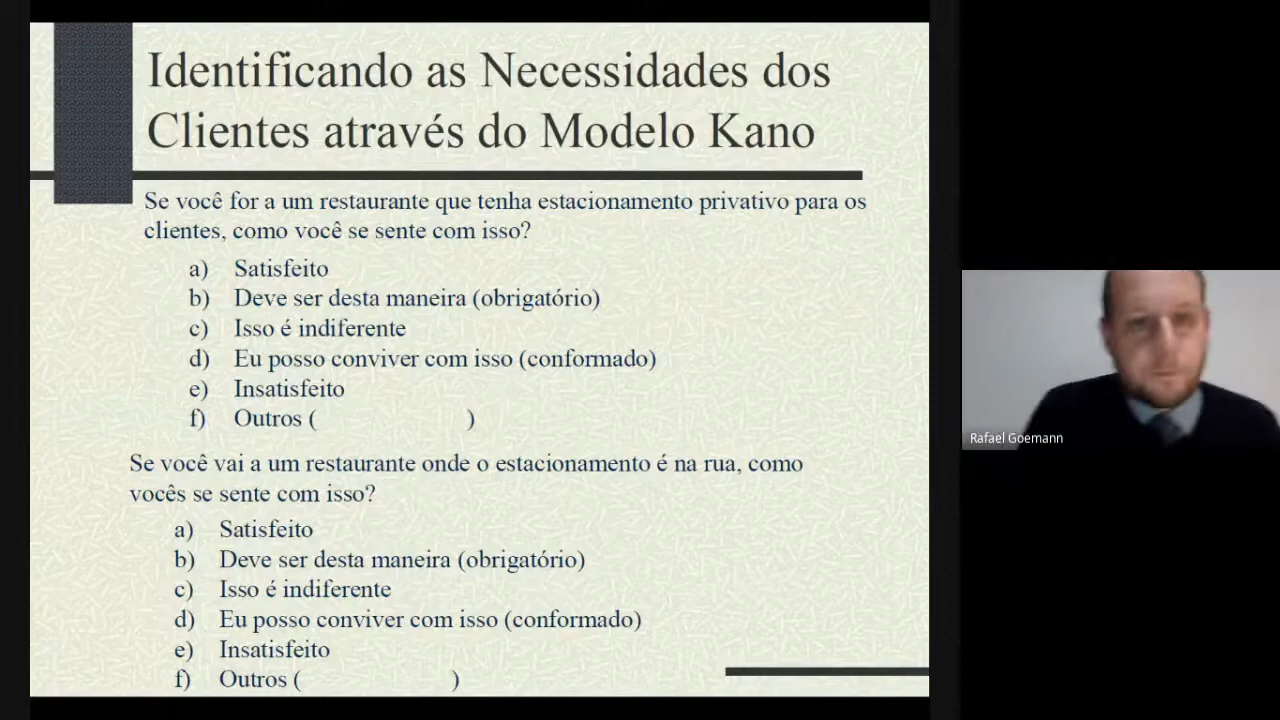 Identificando as Necessidades dos
Clientes através do Modelo Kano
Se você for a um restaurante que tenha estacionamento privativo para os
clientes, como você se sente com isso?
a) Satisfeito
b) Deve ser desta maneira (obrigatório)
c) Isso é indiferente
d) Eu posso conviver com isso (conformado)
e) Insatisfeito
f) Outros ( )
Se você vai a um restaurante onde o estacionamento é na rua, como
vocês se sente com isso?
a) Satisfeito
b) Deve ser desta maneira (obrigatório)
c) Isso é indiferente
d) Eu posso conviver com isso (conformado)
e) Insatisfeito
f) Outros ( )
Rafael Goemann